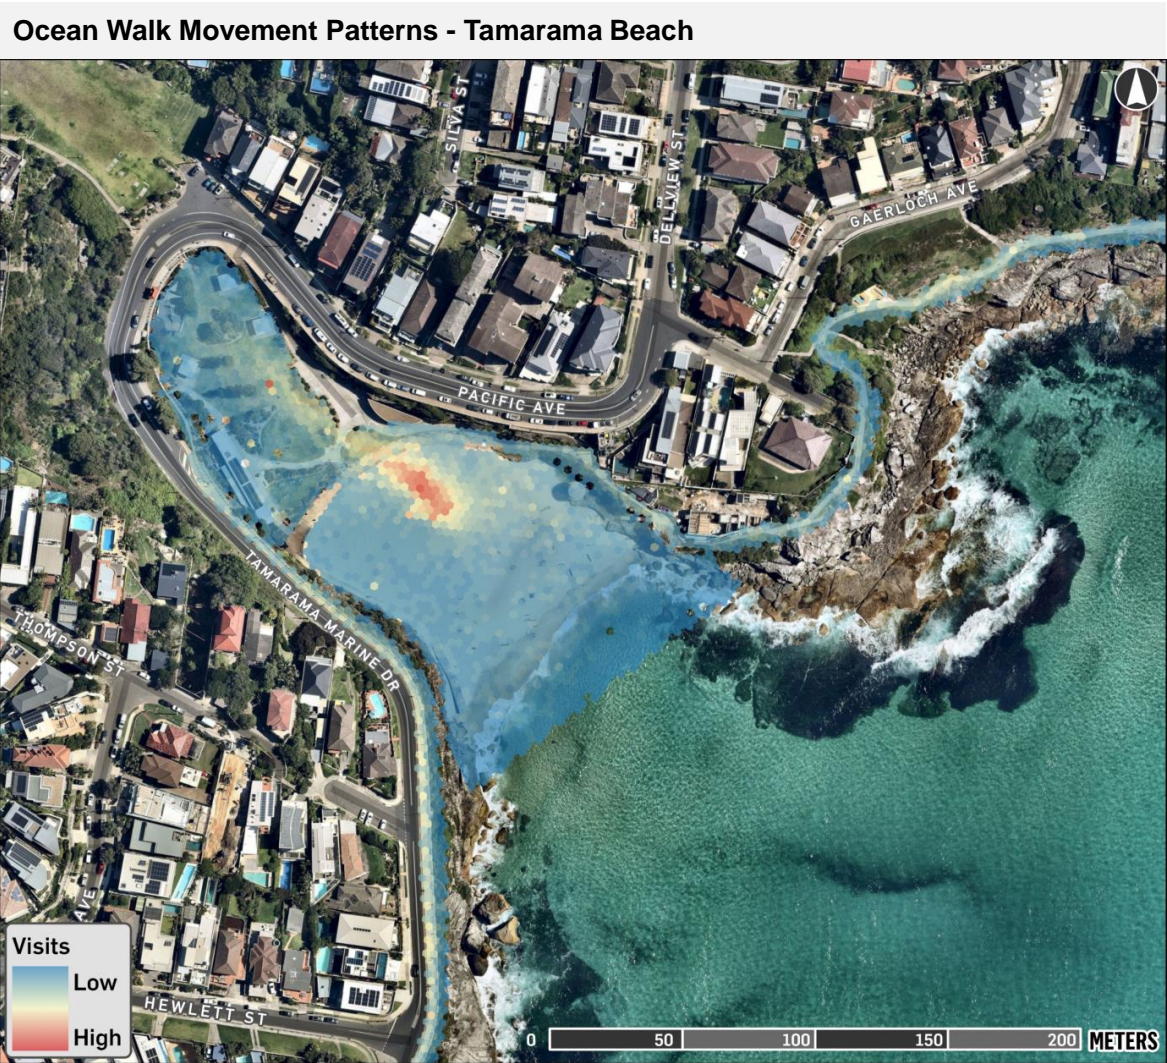 Ocean Walk Movement Patterns - Tamarama Beach
SILVA ST
DELLVIEW ST
GAERLOCH AVE
PACIFIC AVE
TAMARAMA MARINE DR
THOMPSON ST
AVE
HEWLETT ST
Visits
Low
High
0 50 100 150 200 METERS